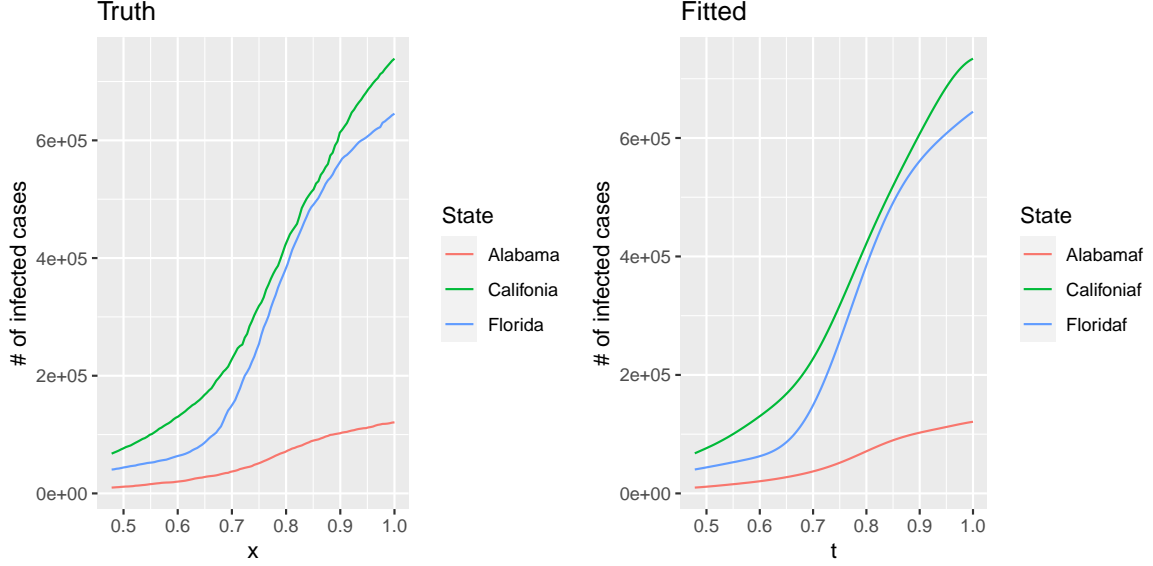 Truth
# of infected cases
6e+05
4e+05
2e+05
0e+00
0.5 0.6 0.7 0.8 0.9 1.0
x
State
Alabama
Califonia
Florida
Fitted
# of infected cases
6e+05
4e+05
2e+05
0e+00
0.5 0.6 0.7 0.8 0.9 1.0
t
State
Alabamaf
Califoniaf
Floridaf